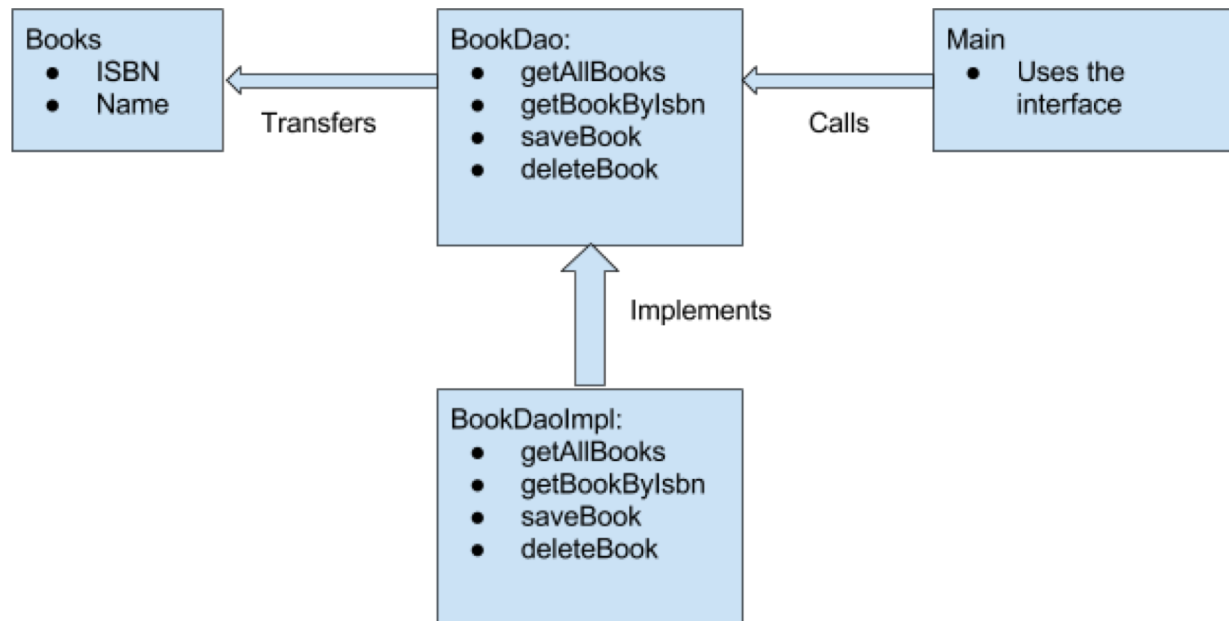 Books
● ISBN
● Name
Transfers
BookDao:
● getAllBooks
● getBookByIsbn
● saveBook
● deleteBook
Calls
Main
● Uses the
interface
Implements
BookDaoImpl:
● getAllBooks
● getBookByIsbn
● saveBook
● deleteBook